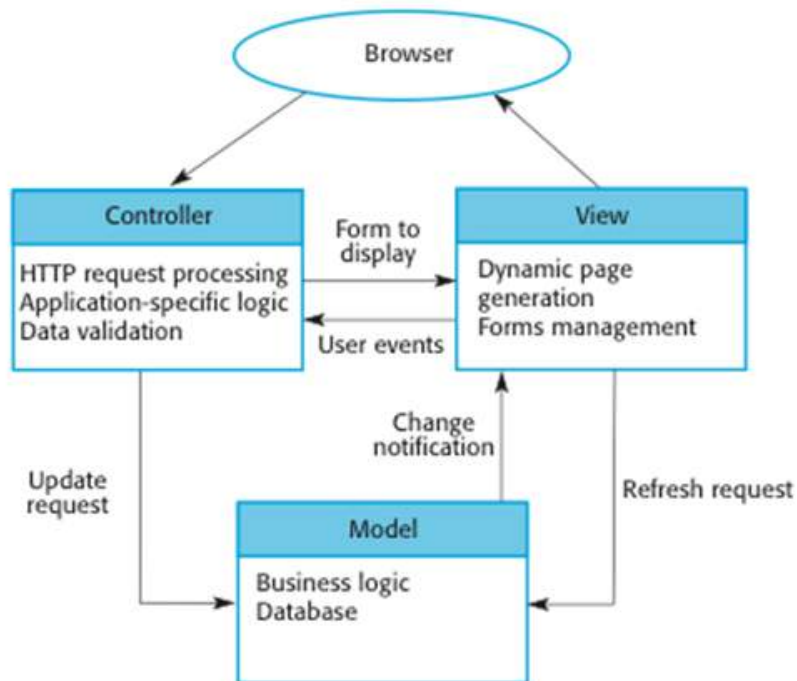 Browser
Controller
HTTP request processing
Application-specific logic
Data validation
Form to
display
User events
View
Dynamic page
generation
Forms management
Update
request
Change
notification
Refresh request
Model
Business logic
Database